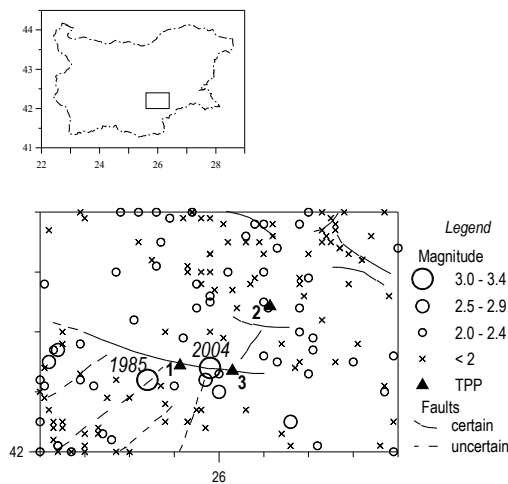 44
43
42
41
22
24
26
28
Legend
Magnitude
3.0 - 3.4
2.5 - 2.9
2.0 - 2.4
< 2
TPP
Faults
certain
uncertain
2
2004
1985
1
3
42
26